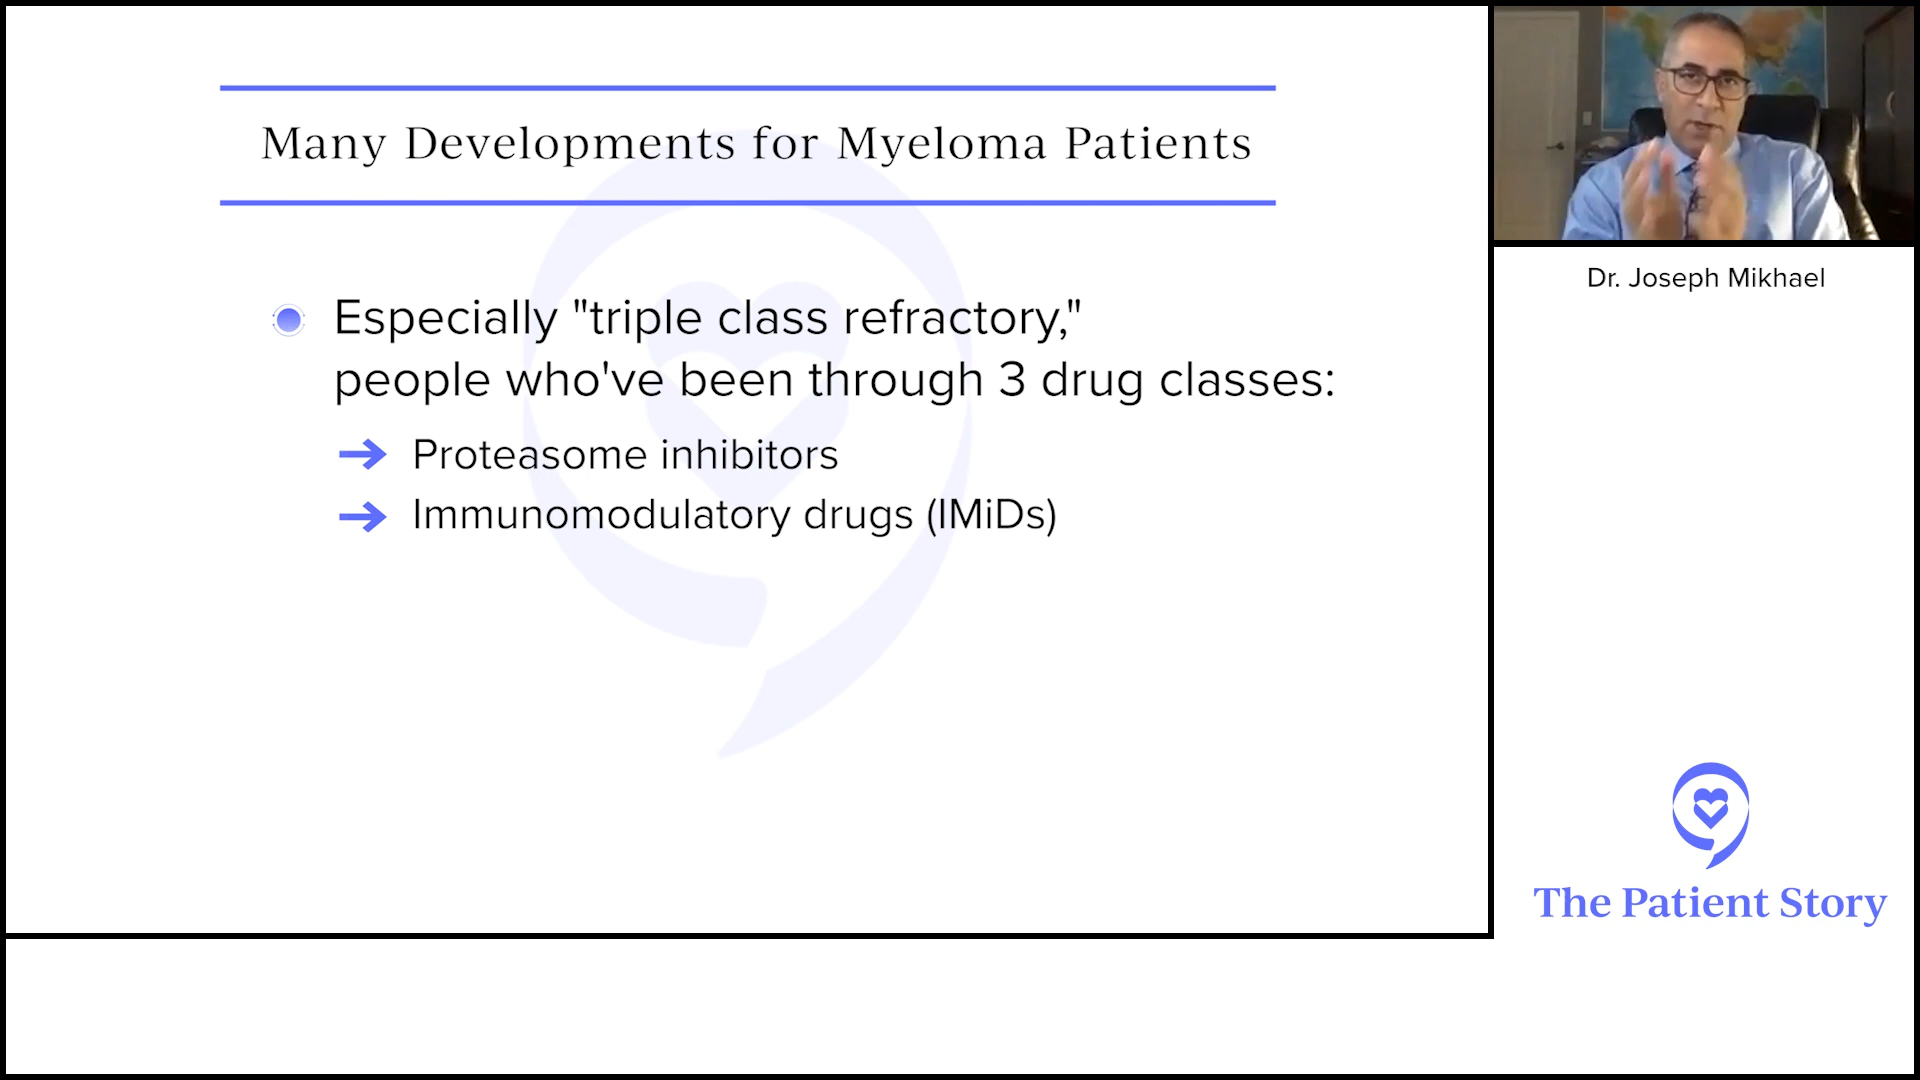 Many Developments for Myeloma Patients
Especially "triple class refractory,"
people who've been through 3 drug classes:
Proteasome inhibitors
Immunomodulatory drugs (IMiDs)
Dr. Joseph Mikhael
The Patient Story